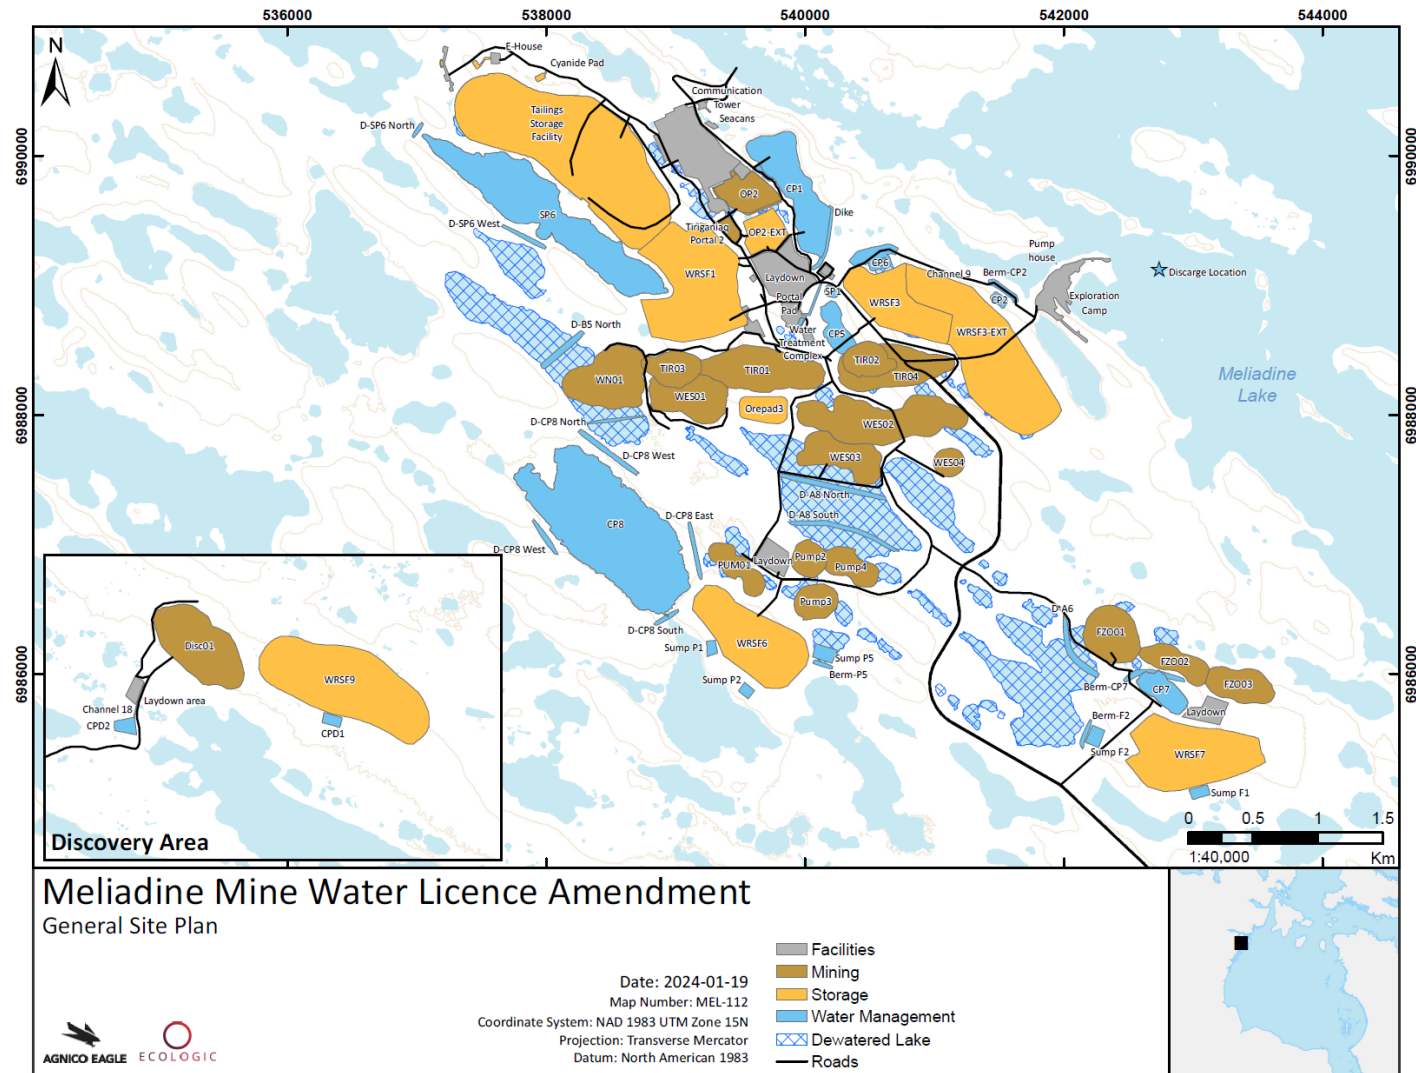 536000
538000
540000
542000
544000
N
E-House
Cyanide Pad
Communication
Tower
Seacans
Tailings
Storage
Facility
D-SP6 North
6990000
6990000
CP1
OP2
SP6
D-SP6 West
Dike
Tiriganiaq
Portal 2
OP2-EXT
Pump
house
CP6
WRSF1
Laydown
Channel 9
Berm-CP2
Discarge Location
SP1
CP2
Exploration
Camp
Portal
Pad
WRSF3
D-B5 North
Water
Treatment
Complex
CP5
WRSF3-EXT
TIR02
TIR03
TIR01
TIR04
WN01
Meliadine
Lake
WES01
Orepad3
6988000
6988000
D-CP8 North
WES02
D-CP8 West
WES03
WES04
D-A8 North
D-A8 South
D-CP8 East
CP8
D-CP8 West
PUM01
Laydown
Pump2
Pump4
Pump3
D-A6
D-CP8 South
FZO01
Sump P1
WRSF6
Sump P5
Berm-P5
FZO02
Sump P2
Berm-CP7
CP7
FZO03
6986000
6986000
Laydown
Berm-F2
Sump F2
WRSF7
Sump F1
Disc01
WRSF9
Laydown area
Channel 18
CPD2
CPD1
Discovery Area
0 0.5 1 1.5
1:40,000 Km
Meliadine Mine Water Licence Amendment
General Site Plan
Date: 2024-01-19
Map Number: MEL-112
Coordinate System: NAD 1983 UTM Zone 15N
Projection: Transverse Mercator
Datum: North American 1983
Facilities
Mining
Storage
Water Management
Dewatered Lake
Roads
AGNICO EAGLE
ECOLOGIC